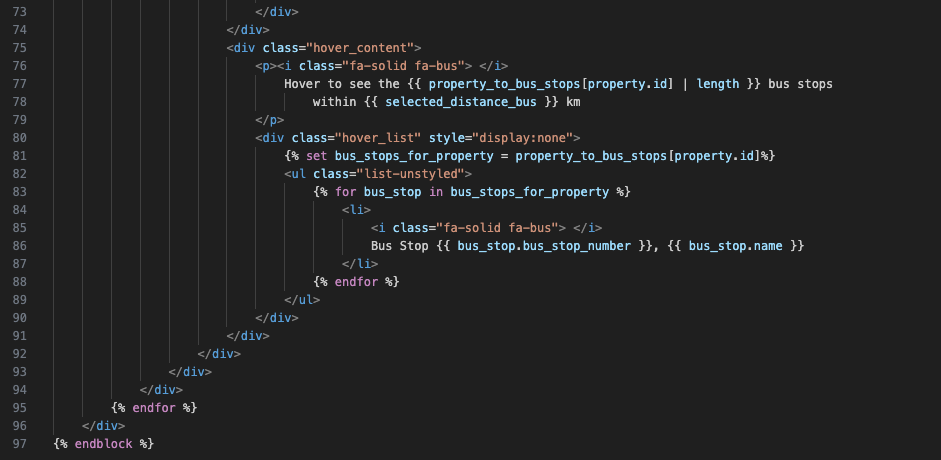 73                                 </div>
74                             </div>
75                             <div class="hover_content">
76                                 <p><i class="fa-solid fa-bus"> </i>
77                                     Hover to see the {{ property_to_bus_stops[property.id] | length }} bus stops
78                                         within {{ selected_distance_bus }} km
79                                 </p>
80                                 <div class="hover_list" style="display:none">
81                                     {% set bus_stops_for_property = property_to_bus_stops[property.id]%}
82                                     <ul class="list-unstyled">
83                                         {% for bus_stop in bus_stops_for_property %}
84                                             <li>
85                                                 <i class="fa-solid fa-bus"> </i>
86                                                 Bus Stop {{ bus_stop.bus_stop_number }}, {{ bus_stop.name }}
87                                             </li>
88                                         {% endfor %}
89                                     </ul>
90                                 </div>
91                             </div>
92                         </div>
93                     </div>
94                 </div>
95             {% endfor %}
96         </div>
97     {% endblock %}